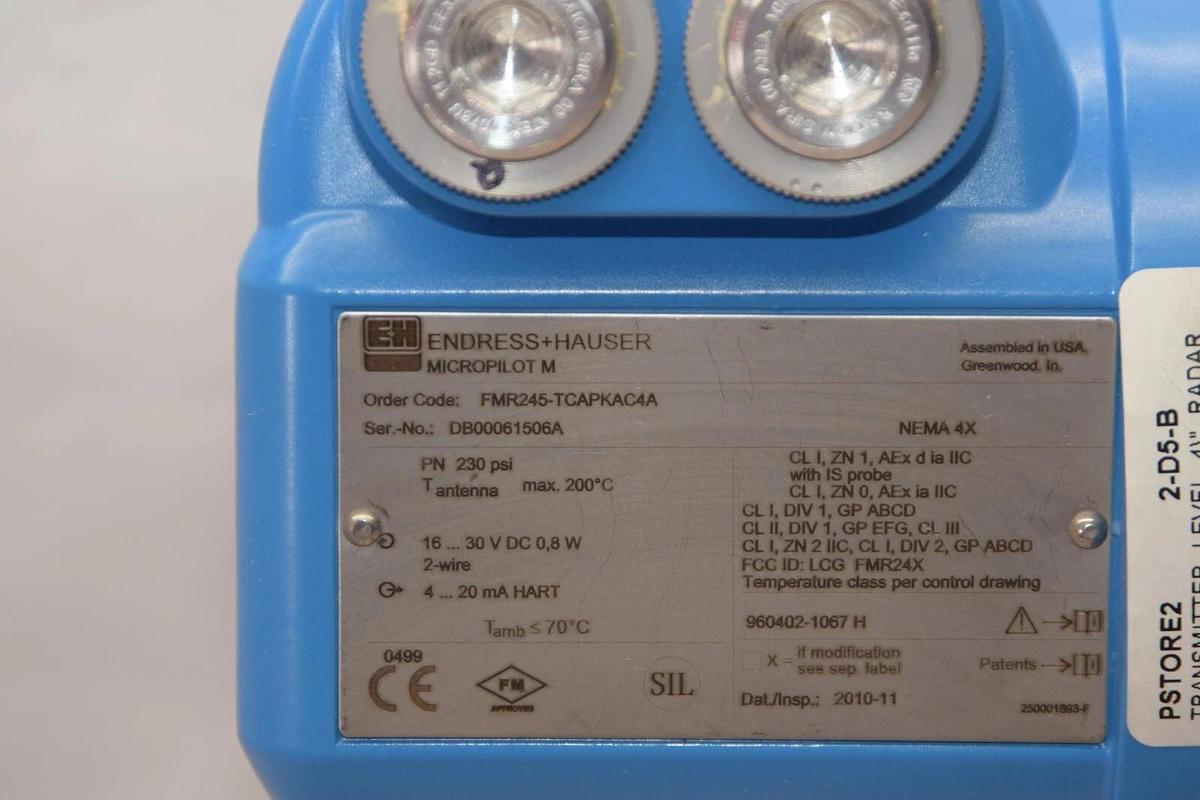 E+H
ENDRESS+HAUSER
MICROPILOT M
Assembled in USA,
Greenwood, In.
Order Code: FMR245-TCAPKAC4A
Ser.-No.: DB00061506A
NEMA 4X
PN 230 psi
Tantenna max. 200°C
16 ... 30 V DC 0,8 W
2-wire
4 ... 20 mA HART
Tamb ≤ 70°C
0499
CE
FM
APPROVED
SIL
CL I, ZN 1, AEx d ia IIC
with IS probe
CL I, ZN 0, AEx ia IIC
CL I, DIV 1, GP ABCD
CL II, DIV 1, GP EFG, CL III
CL I, ZN 2 IIC, CL I, DIV 2, GP ABCD
FCC ID: LCG FMR24X
Temperature class per control drawing
960402-1067 H
X = if modification
see sep. label
Patents
Dat./Insp.: 2010-11
250001893-F
PSTORE2 2-D5-B
TRANSMITTER LEVEL 4\" RADAR